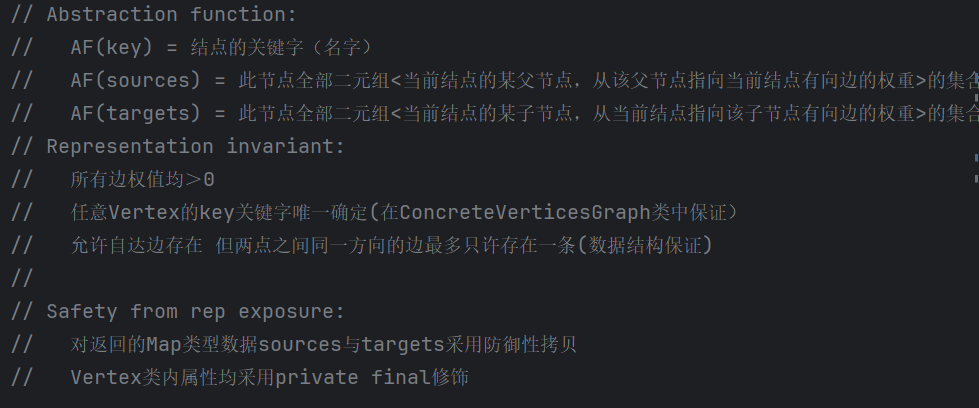 // Abstraction function:
//   AF(key) = 结点的关键字（名字）
//   AF(sources) = 此节点全部二元组<当前结点的某父节点，从该父节点指向当前结点有向边的权重>的集合
//   AF(targets) = 此节点全部二元组<当前结点的某子节点，从当前结点指向该子节点有向边的权重>的集合
// Representation invariant:
//   所有边权值均＞0
//   任意Vertex的key关键字唯一确定(在ConcreteVerticesGraph类中保证）
//   允许自达边存在 但两点之间同一方向的边最多只许存在一条(数据结构保证)
//
// Safety from rep exposure:
//   对返回的Map类型数据sources与targets采用防御性拷贝
//   Vertex类内属性均采用private final修饰